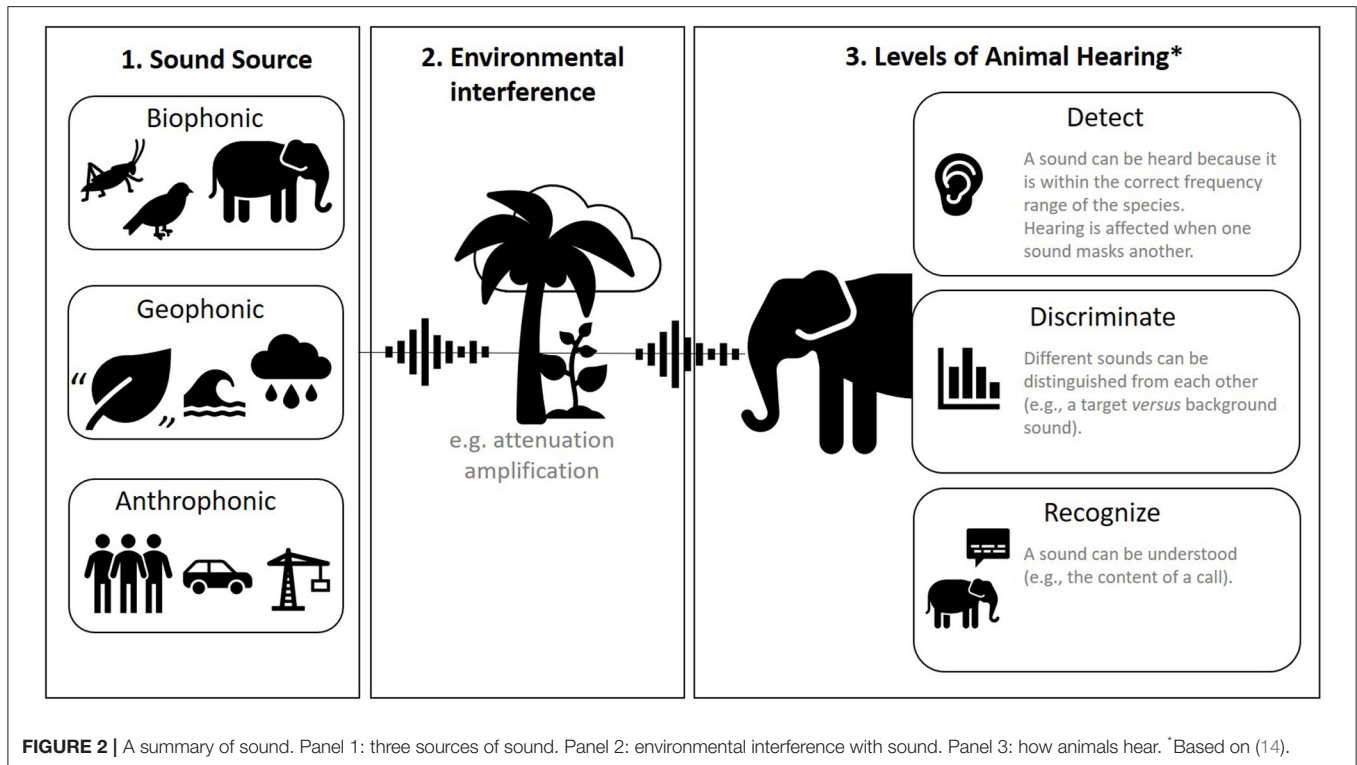 1. Sound Source
Biophonic
Geophonic
“
”
Anthrophonic
2. Environmental
interference
e.g. attenuation
amplification
3. Levels of Animal Hearing*
Detect
A sound can be heard because it
is within the correct frequency
range of the species.
Hearing is affected when one
sound masks another.
Discriminate
Different sounds can be
distinguished from each other
(e.g., a target versus background
sound).
Recognize
A sound can be understood
(e.g., the content of a call).
FIGURE 2 | A summary of sound. Panel 1: three sources of sound. Panel 2: environmental interference with sound. Panel 3: how animals hear. *Based on (14).